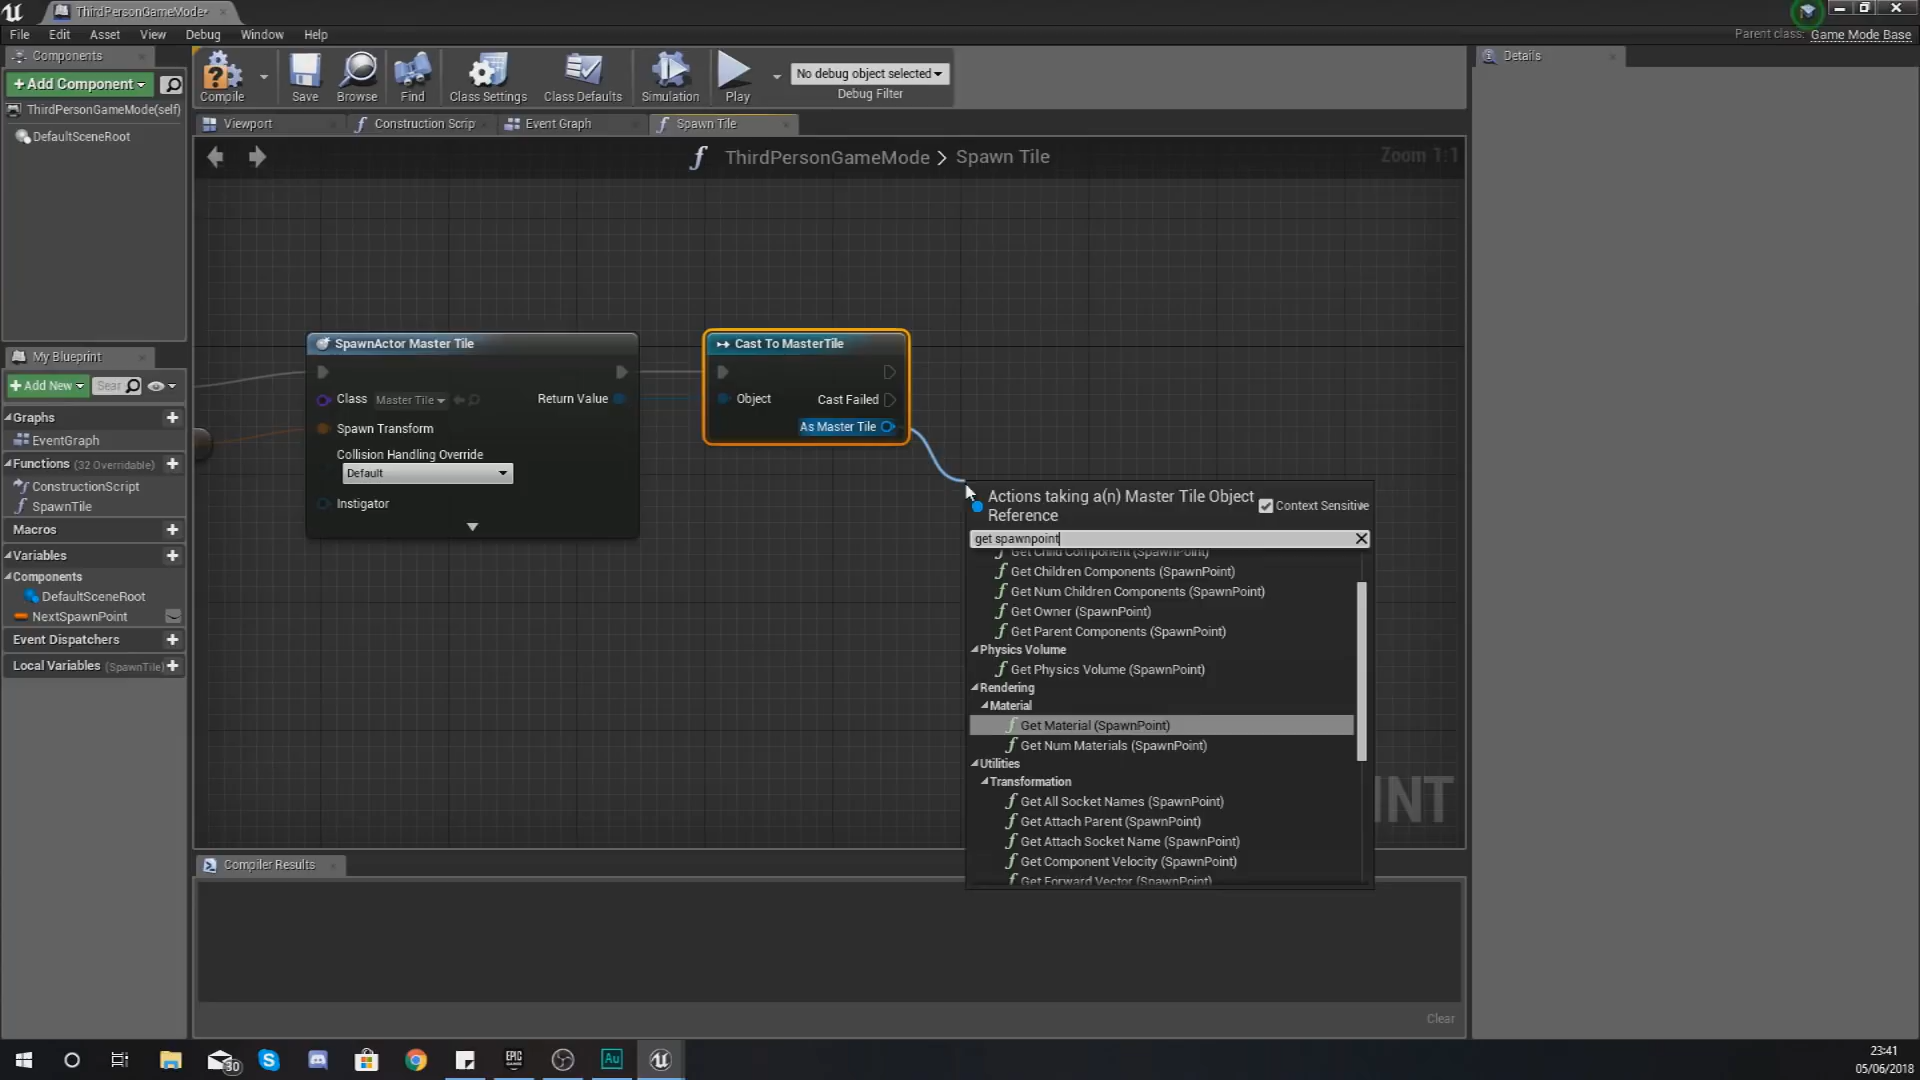 ThirdPersonGameMode*
File Edit Asset View Debug Window Help
Parent class: Game Mode Base
Components
+Add Component
ThirdPersonGameMode(self)
DefaultSceneRoot
Compile Save Browse Find Class Settings Class Defaults Simulation Play
No debug object selected
Debug Filter
Details
Viewport Construction Scrip Event Graph Spawn Tile
f ThirdPersonGameMode > Spawn Tile
Zoom 1:1
My Blueprint
+Add New Sear
Graphs
EventGraph
Functions (32 Overridable)
ConstructionScript
SpawnTile
Macros
Variables
Components
DefaultSceneRoot
NextSpawnPoint
Event Dispatchers
Local Variables (SpawnTile)
SpawnActor Master Tile
Class Master Tile Return Value
Spawn Transform
Collision Handling Override
Default
Instigator
Cast To MasterTile
Object Cast Failed
As Master Tile
Actions taking a(n) Master Tile Object
Reference
Context Sensitive
get spawnpoint
Get Child Component (SpawnPoint)
Get Children Components (SpawnPoint)
Get Num Children Components (SpawnPoint)
Get Owner (SpawnPoint)
Get Parent Components (SpawnPoint)
Physics Volume
Get Physics Volume (SpawnPoint)
Rendering
Material
Get Material (SpawnPoint)
Get Num Materials (SpawnPoint)
Utilities
Transformation
Get All Socket Names (SpawnPoint)
Get Attach Parent (SpawnPoint)
Get Attach Socket Name (SpawnPoint)
Get Component Velocity (SpawnPoint)
Get Forward Vector (SpawnPoint)
INT
Compiler Results
Clear
30
EPIC
GAMES
Au
23:41
05/06/2018